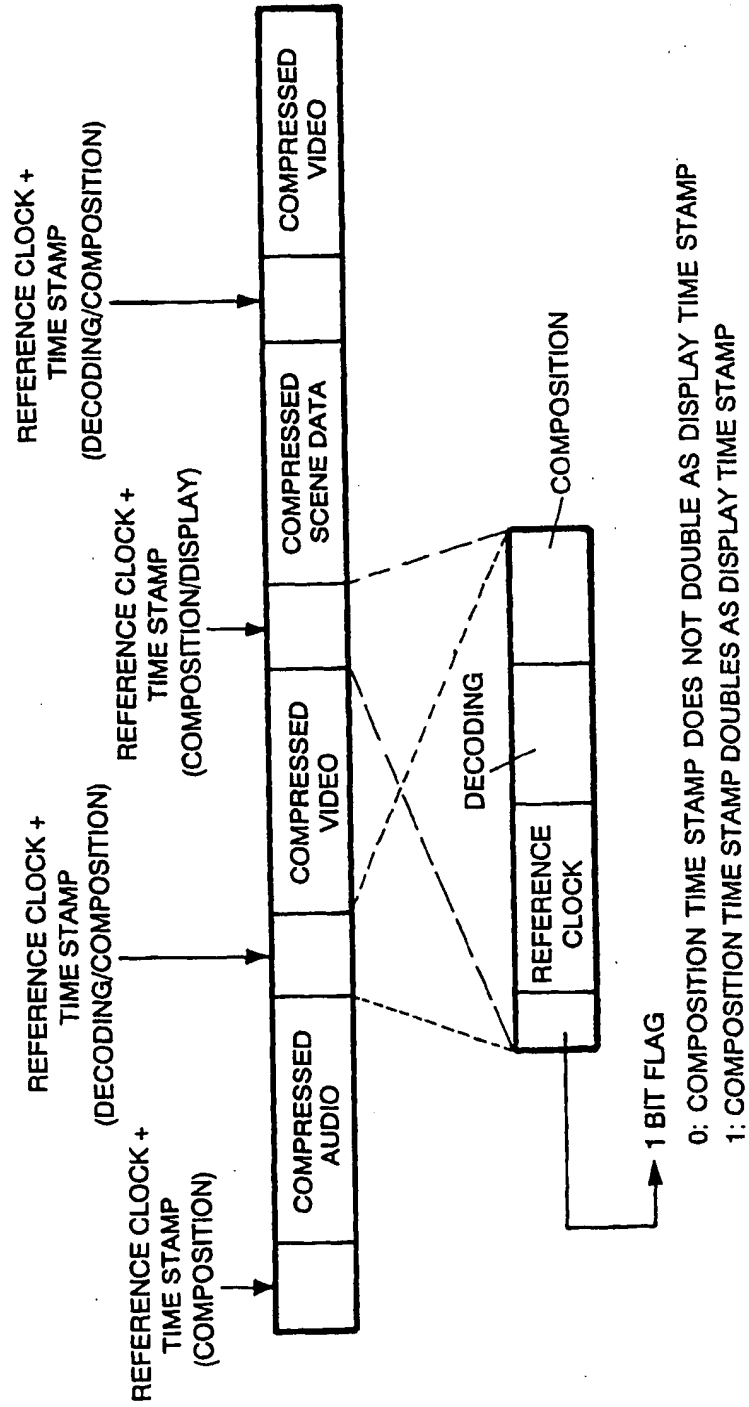 REFERENCE CLOCK +
TIME STAMP
(COMPOSITION)
REFERENCE CLOCK +
TIME STAMP
(DECODING/COMPOSITION)
REFERENCE CLOCK +
TIME STAMP
(COMPOSITION/DISPLAY)
REFERENCE CLOCK +
TIME STAMP
(DECODING/COMPOSITION)
COMPRESSED
AUDIO
COMPRESSED
VIDEO
COMPRESSED
SCENE DATA
COMPRESSED
VIDEO
DECODING
REFERENCE
CLOCK
COMPOSITION
1 BIT FLAG
0: COMPOSITION TIME STAMP DOES NOT DOUBLE AS DISPLAY TIME STAMP
1: COMPOSITION TIME STAMP DOUBLES AS DISPLAY TIME STAMP